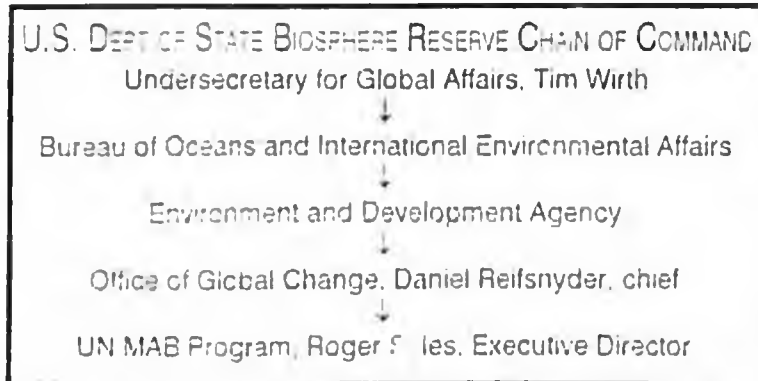 U.S. DEPT OF STATE BIOSPHERE RESERVE CHAIN OF COMMAND
Undersecretary for Global Affairs, Tim Wirth
↓
Bureau of Oceans and International Environmental Affairs
↓
Environment and Development Agency
↓
Office of Global Change, Daniel Reifsnyder, chief
↓
UN MAB Program, Roger Executive Director